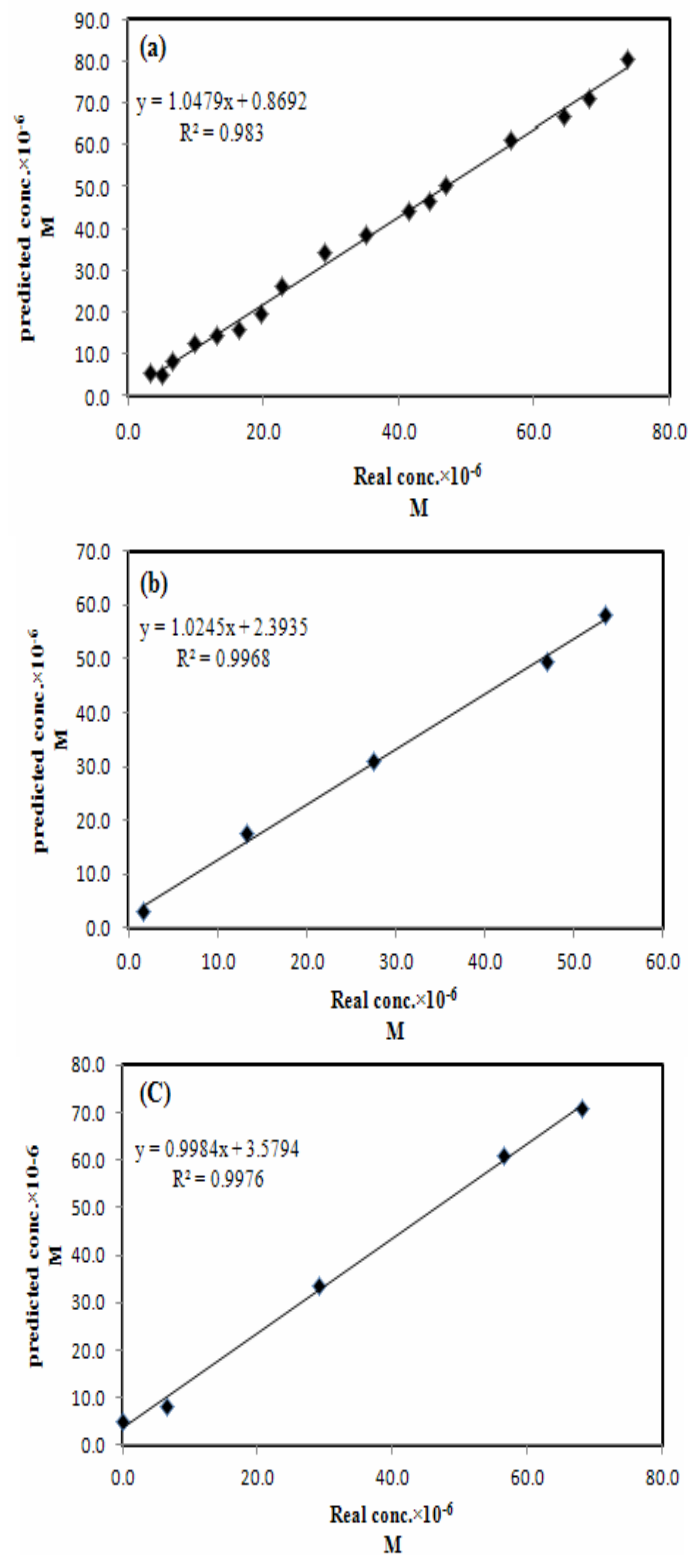 (a)
y = 1.0479x + 0.8692
R² = 0.983
predicted conc.×10⁻⁶
M
90.0
80.0
70.0
60.0
50.0
40.0
30.0
20.0
10.0
0.0
0.0 20.0 40.0 60.0 80.0
Real conc.×10⁻⁶
M
(b)
y = 1.0245x + 2.3935
R² = 0.9968
predicted conc.×10⁻⁶
M
70.0
60.0
50.0
40.0
30.0
20.0
10.0
0.0
0.0 10.0 20.0 30.0 40.0 50.0 60.0
Real conc.×10⁻⁶
M
(C)
y = 0.9984x + 3.5794
R² = 0.9976
predicted conc.×10-6
M
80.0
70.0
60.0
50.0
40.0
30.0
20.0
10.0
0.0
0.0 20.0 40.0 60.0 80.0
Real conc.×10⁻⁶
M